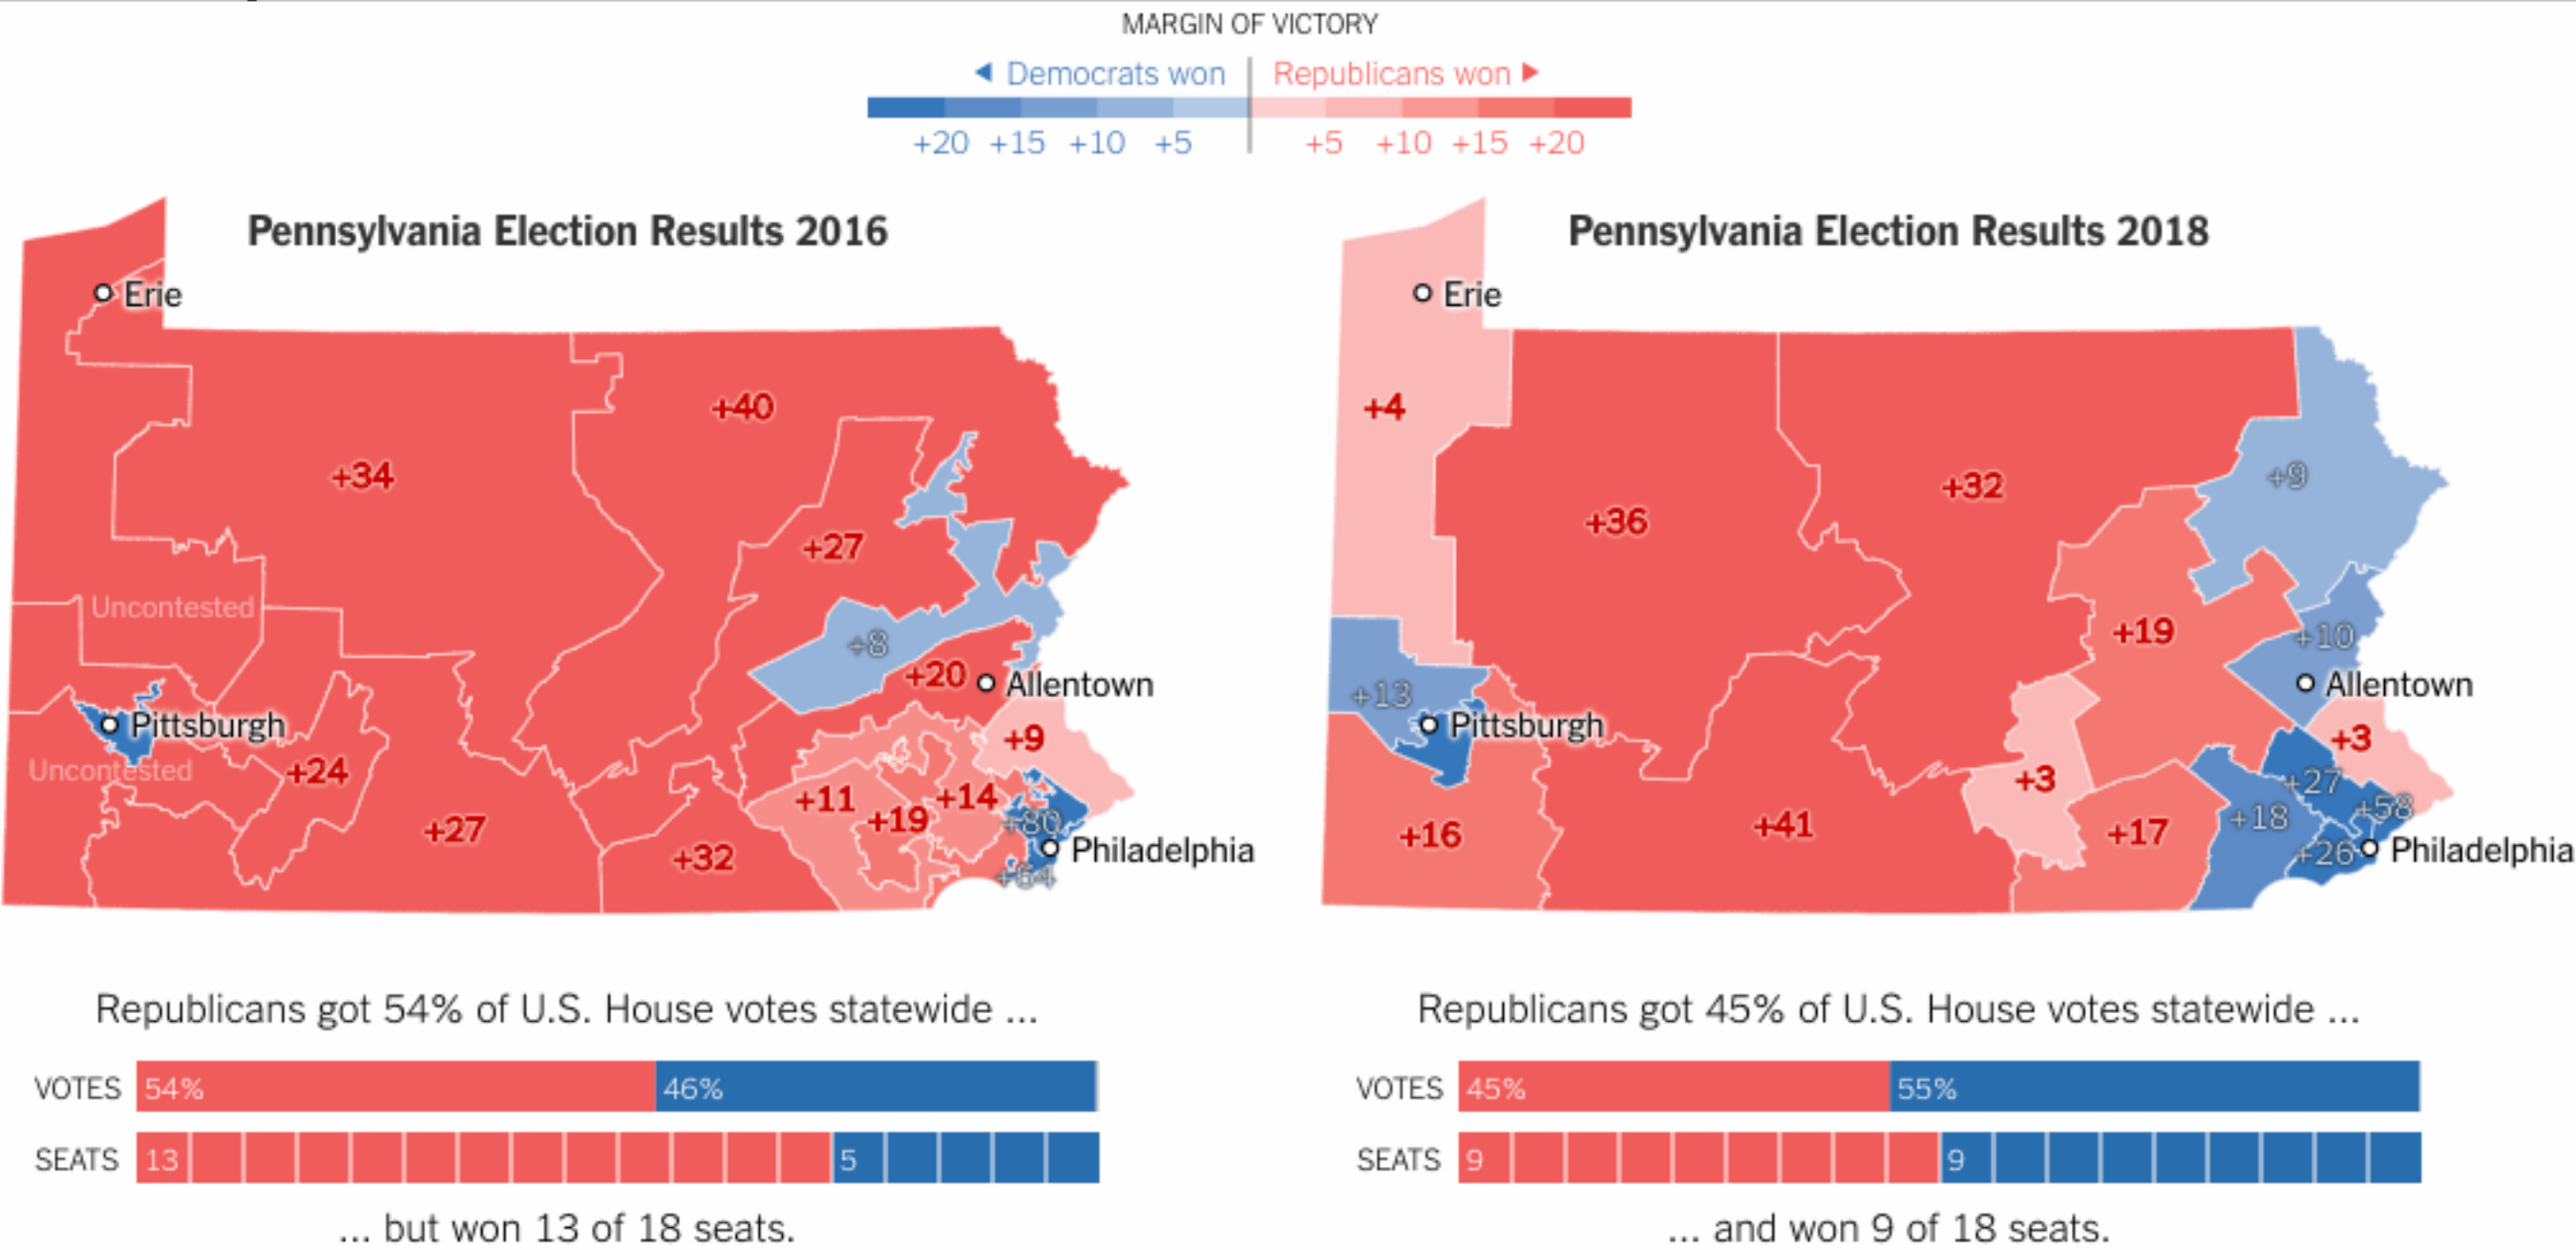 MARGIN OF VICTORY
Democrats won Republicans won
+20 +15 +10 +5 +5 +10 +15 +20
Pennsylvania Election Results 2016
Erie
+40
+34
+27
Uncontested
+8
+20
Allentown
Pittsburgh
+9
Uncontested
+24
+11
+14
+19
+80
+27
Philadelphia
+32
+64
Republicans got 54% of U.S. House votes statewide ...
VOTES 54% 46%
SEATS 13 5
... but won 13 of 18 seats.
Pennsylvania Election Results 2018
Erie
+4
+9
+32
+36
+19
+10
Allentown
+13
Pittsburgh
+3
+3
+27
+58
+18
+41
+17
+16
+26
Philadelphia
Republicans got 45% of U.S. House votes statewide ...
VOTES 45% 55%
SEATS 9 9
... and won 9 of 18 seats.